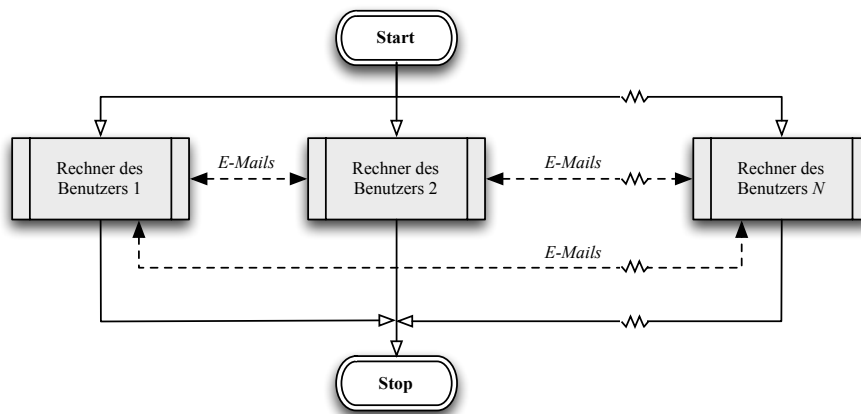 Start
Rechner des
Benutzers 1
E-Mails
Rechner des
Benutzers 2
E-Mails
Rechner des
Benutzers N
E-Mails
Stop